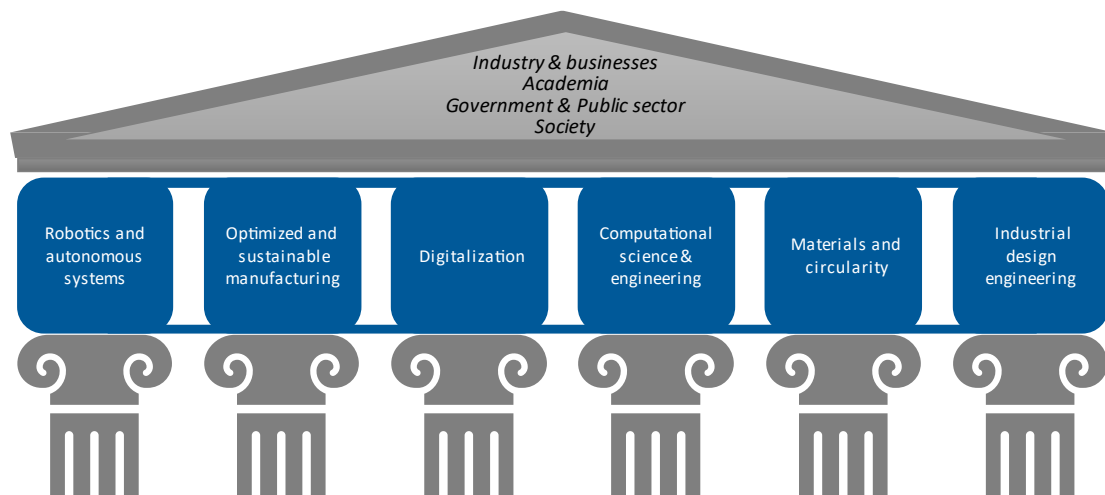 Industry & businesses
Academia
Government & Public sector
Society
Robotics and
autonomous
systems
Optimized and
sustainable
manufacturing
Digitalization
Computational
science &
engineering
Materials and
circularity
Industrial
design
engineering